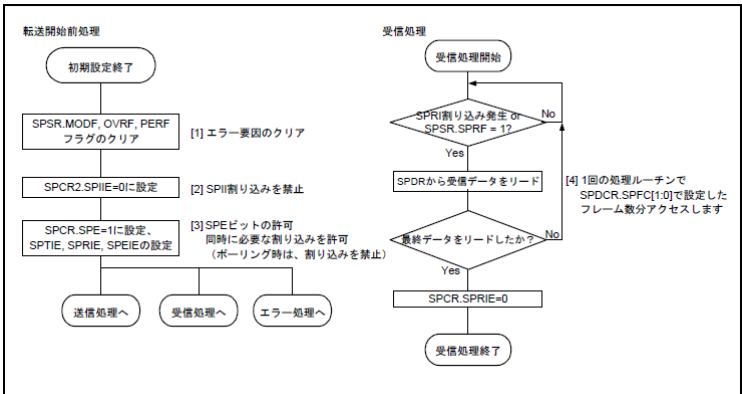 転送開始前処理
初期設定終了
SPSR.MODF, OVRF, PERF
フラグのクリア
[1] エラー要因のクリア
SPCR2.SPIIE=0に設定
[2] SPII割り込みを禁止
SPCR.SPE=1に設定、
SPTIE, SPRIE, SPEIEの設定
[3] SPEビットの許可
同時に必要な割り込みを許可
（ポーリング時は、割り込みを禁止）
送信処理へ
受信処理へ
エラー処理へ
受信処理
受信処理開始
SPRI割り込み発生 or
SPSR.SPRF = 1?
No
Yes
SPDRから受信データをリード
[4] 1回の処理ルーチンで
SPDCR.SPFC[1:0]で設定した
フレーム数分アクセスします
最終データをリードしたか？
No
Yes
SPCR.SPRIE=0
受信処理終了